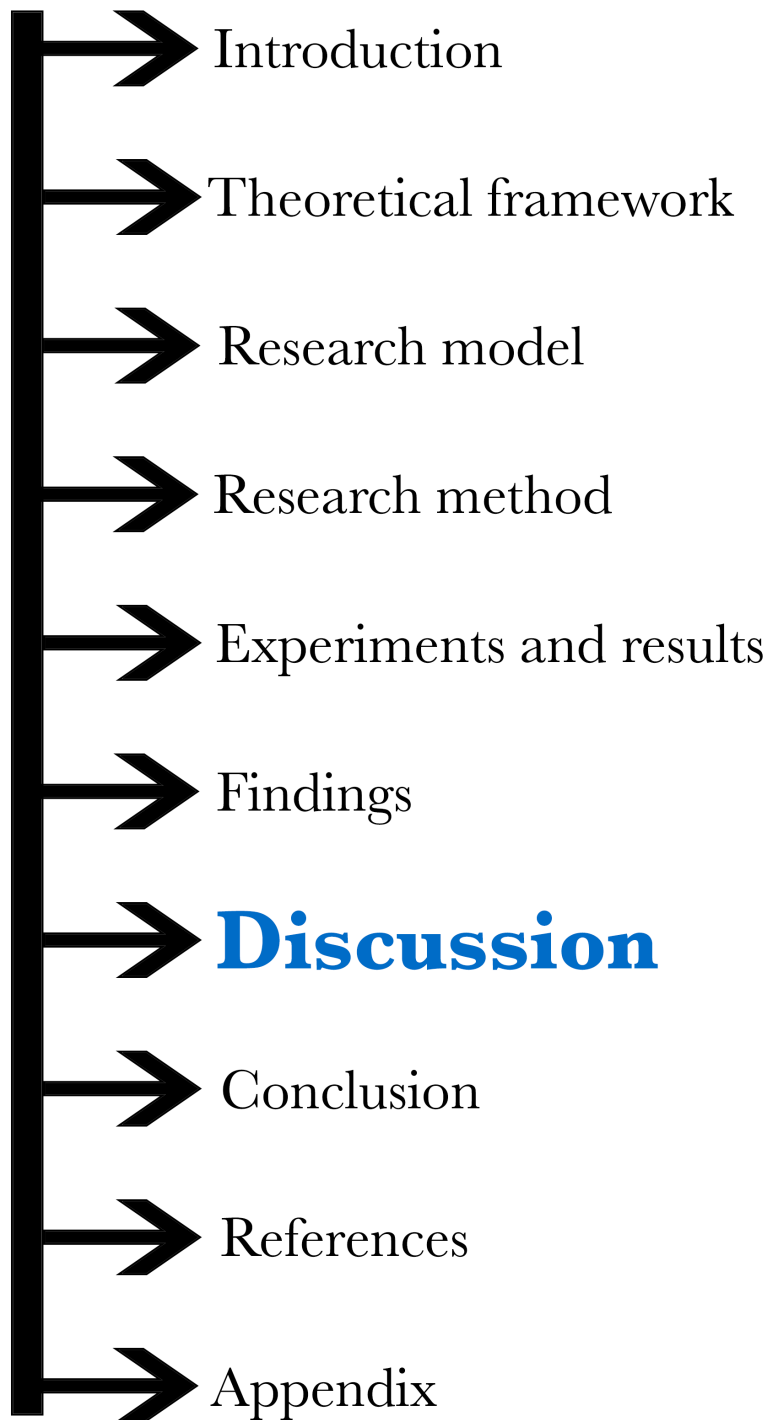 Introduction
Theoretical framework
Research model
Research method
Experiments and results
Findings
Discussion
Conclusion
References
Appendix